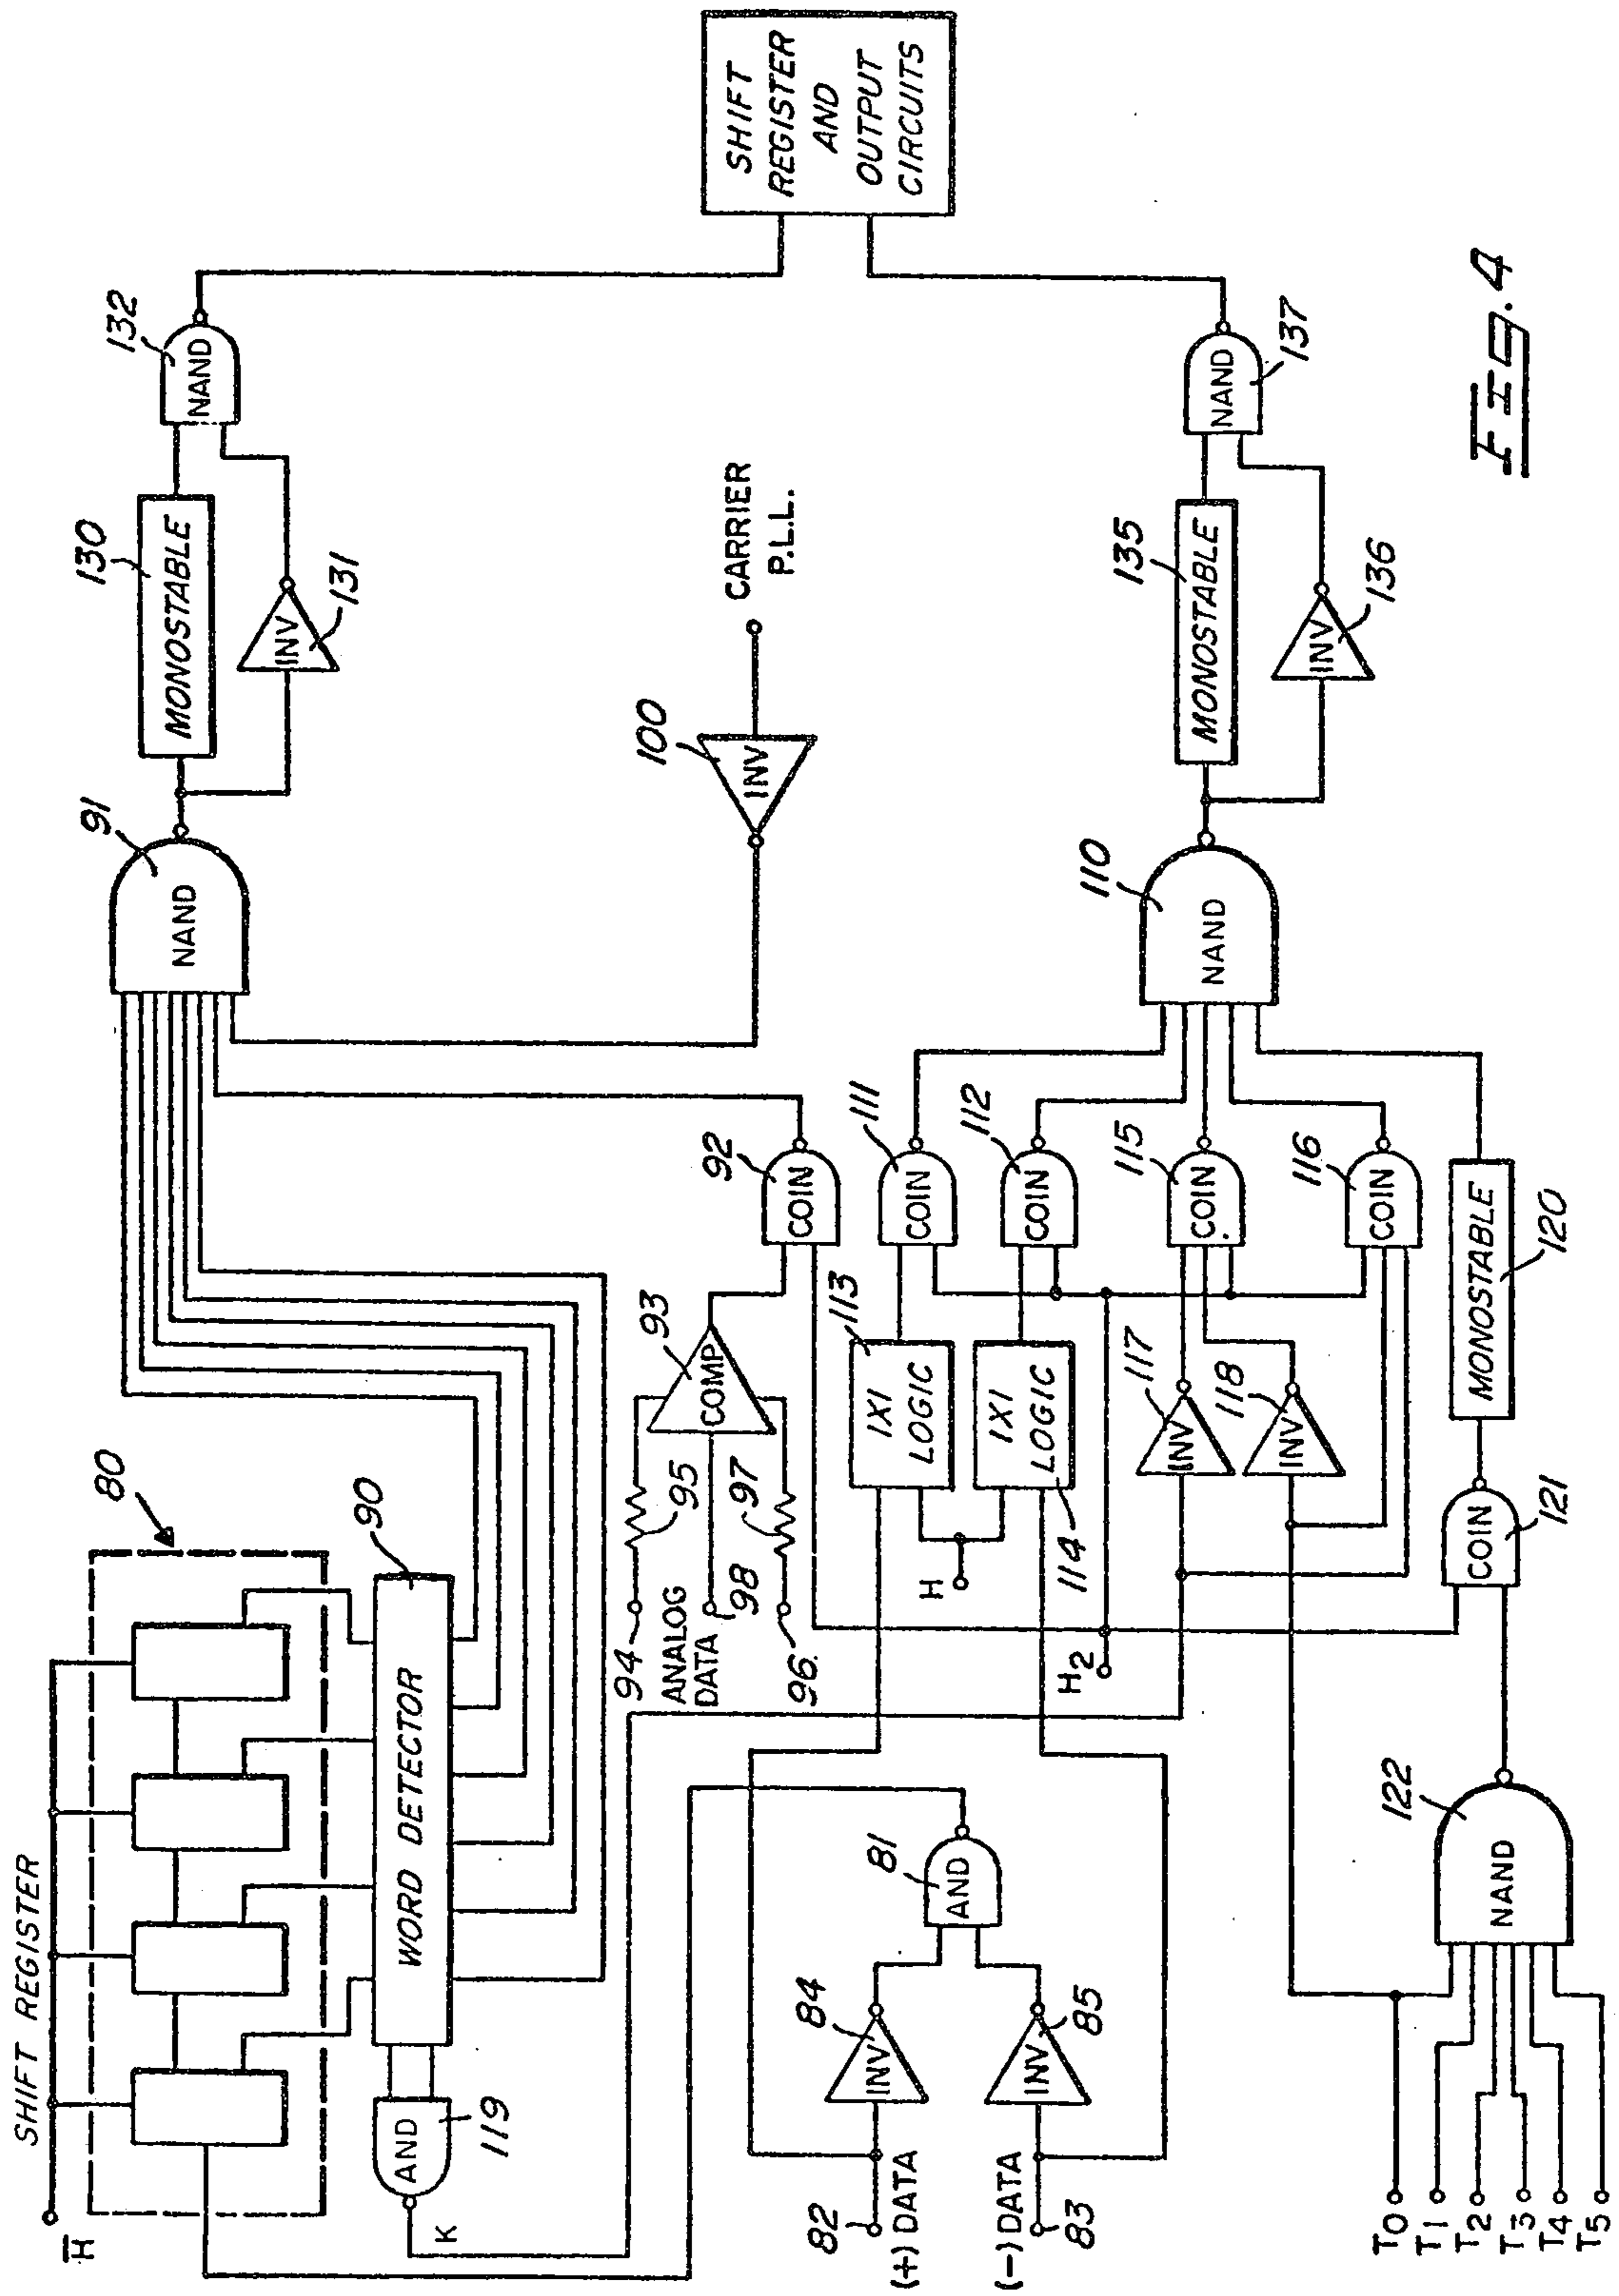 SHIFT REGISTER
H
80
90
WORD DETECTOR
AND
119
K
91
NAND
130
MONOSTABLE
INV
131
132
NAND
SHIFT
REGISTER
AND
OUTPUT
CIRCUITS
CARRIER
P.L.L.
100
INV
94
95
ANALOG
DATA
98
97
96
93
COMP
92
COIN
82
(+) DATA
84
INV
81
AND
(-) DATA
83
85
INV
H
H2
113
1X1
LOGIC
1X1
LOGIC
114
111
COIN
112
COIN
115
COIN
116
COIN
117
INV
118
INV
110
NAND
135
MONOSTABLE
INV
136
NAND
137
T0
T1
T2
T3
T4
T5
122
NAND
COIN
121
MONOSTABLE
120
FIG. 4